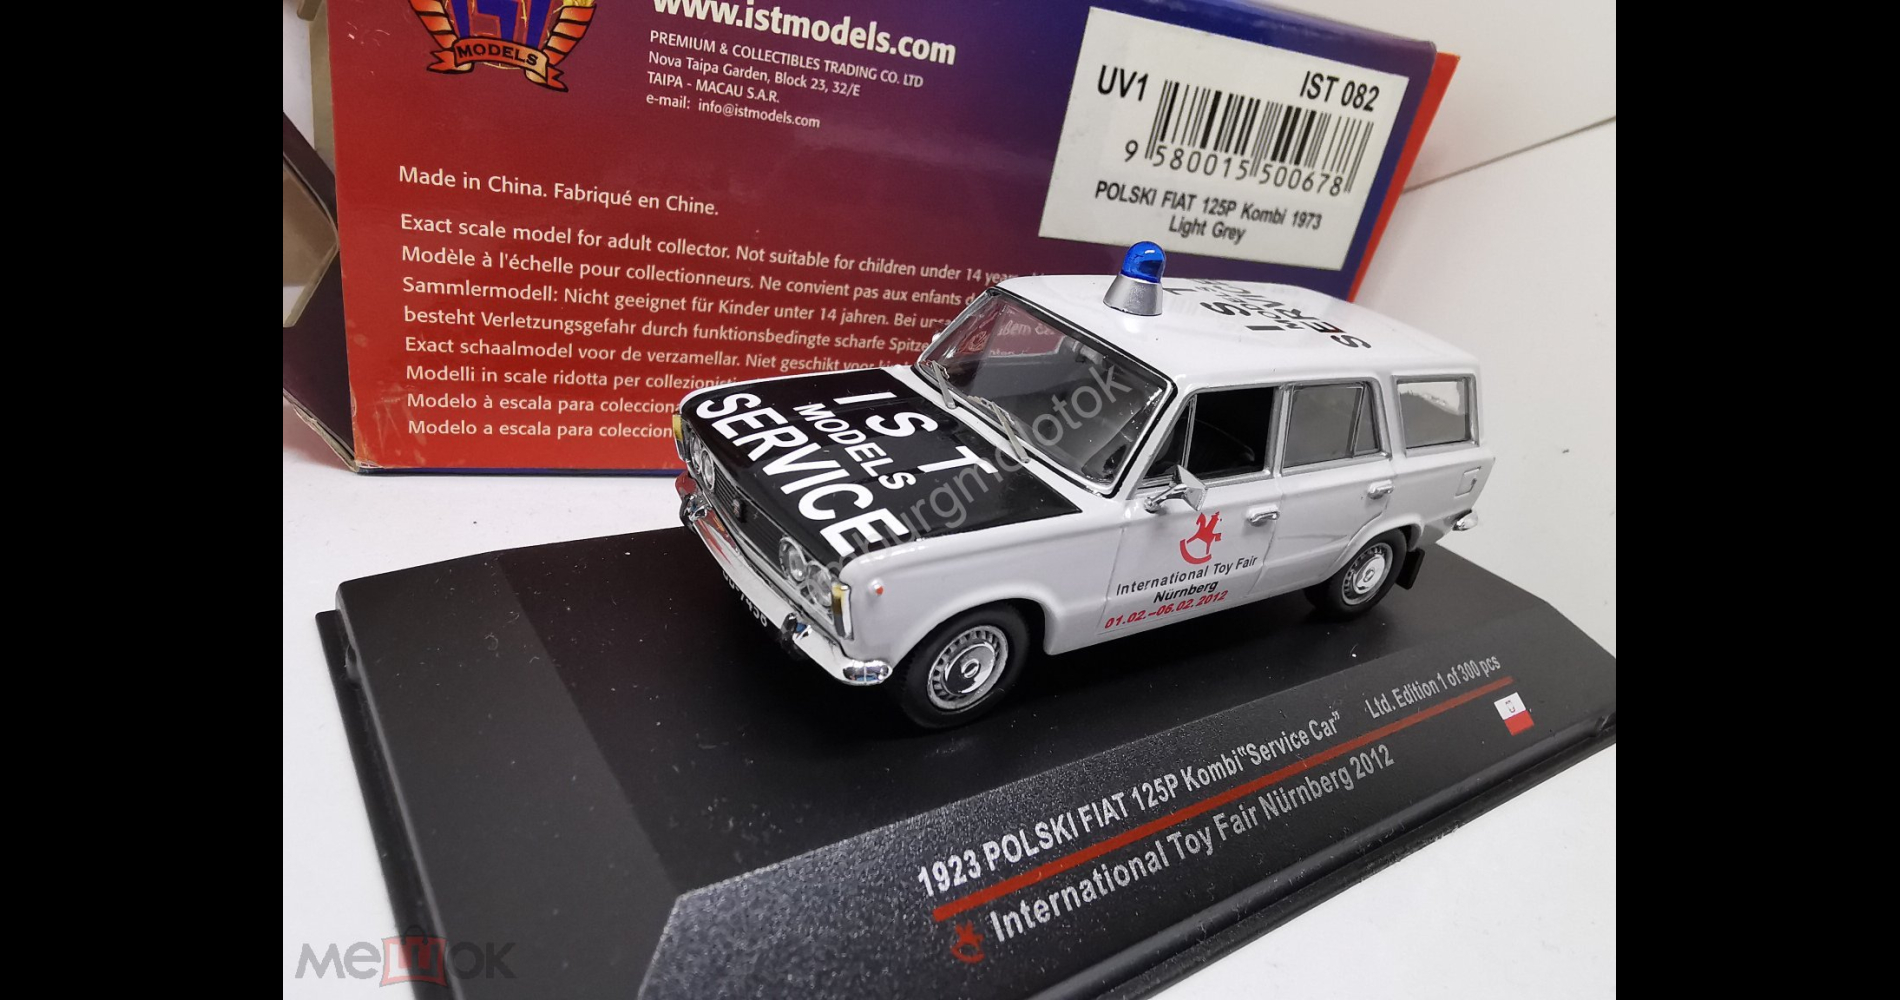 IST
MODELS
www.istmodels.com
PREMIUM & COLLECTIBLES TRADING CO. LTD
Nova Taipa Garden, Block 23, 32/E
TAIPA - MACAU S.A.R.
e-mail: info@istmodels.com
UV1 IST 082
9 580015 500678
POLSKI FIAT 125P Kombi 1973
Light Grey
Made in China. Fabriqué en Chine.
Exact scale model for adult collector. Not suitable for children under 14
Modèle à l'échelle pour collectionneurs. Ne convient pas aux enfants
Sammlermodell: Nicht geeignet für Kinder unter 14 jahren. Bei
besteht Verletzungsgefahr durch funktionsbedingte scharfe
Exact schaalmodel voor de verzamellar. Niet geschikt voor
Modelli in scale ridotta per
Modelo à escala para
Modelo a escala para
I S T
MODELS
SERVICE
I S T
SERVICE
International Toy Fair
Nürnberg
01.02.-06.02.2012
1923 POLSKI FIAT 125P Kombi "Service Car" Ltd. Edition 1 of 300 pcs
International Toy Fair Nürnberg 2012
мешок